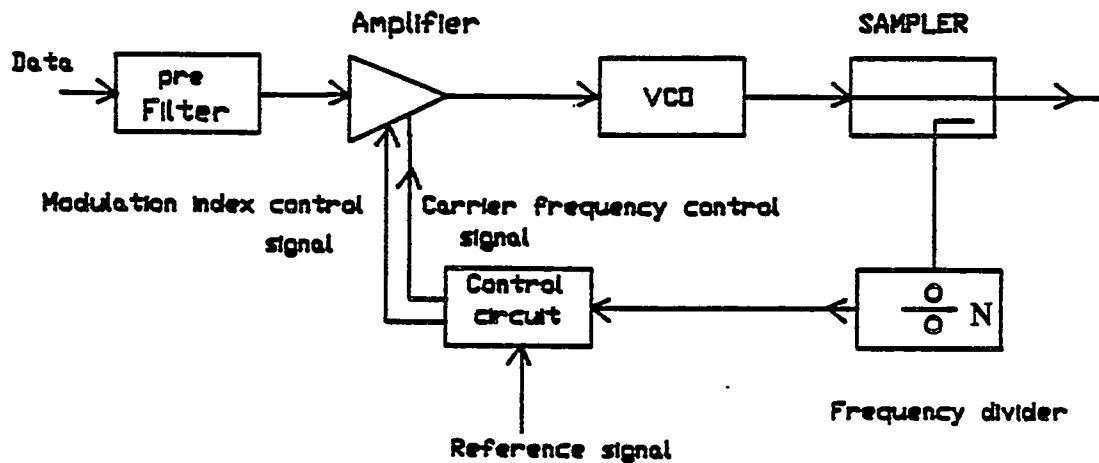 Amplifier
SAMPLER
Data
pre
Filter
VCO
Modulation index control
signal
Carrier frequency control
signal
Control
circuit
N
Frequency divider
Reference signal